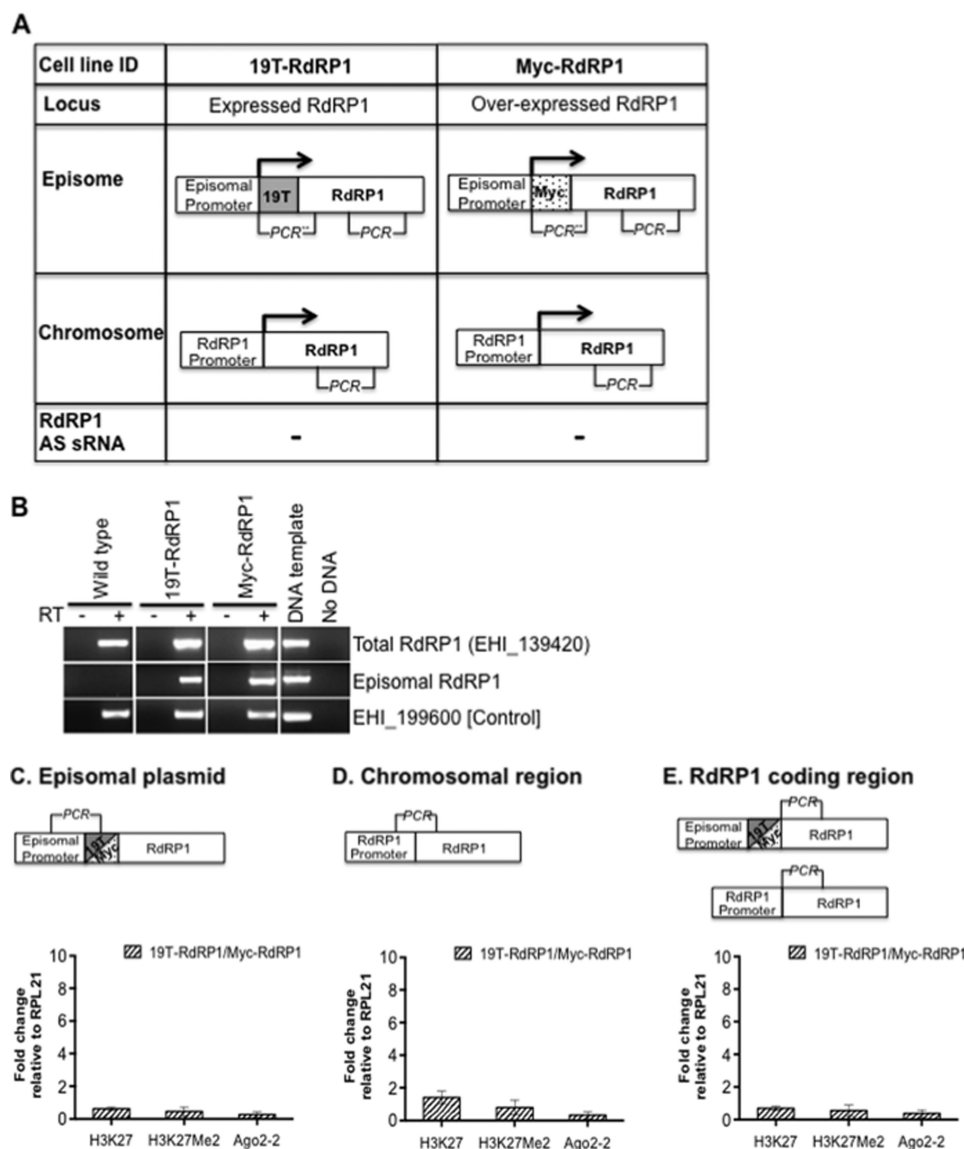 A
Cell line ID 19T-RdRP1 Myc-RdRP1
Locus Expressed RdRP1 Over-expressed RdRP1
Episome
Episomal Promoter 19T RdRP1
PCR** PCR
Episomal Promoter Myc RdRP1
PCR** PCR
Chromosome
RdRP1 Promoter RdRP1
PCR
RdRP1 Promoter RdRP1
PCR
RdRP1 AS sRNA - -
B
Wild type 19T-RdRP1 Myc-RdRP1 DNA template No DNA
RT - + - + - +
Total RdRP1 (EHI_139420)
Episomal RdRP1
EHI_199600 [Control]
C. Episomal plasmid
PCR
Episomal Promoter 19T Myc RdRP1
19T-RdRP1/Myc-RdRP1
Fold change relative to RPL21
10
8
6
4
2
0
H3K27 H3K27Me2 Ago2-2
D. Chromosomal region
PCR
RdRP1 Promoter RdRP1
19T-RdRP1/Myc-RdRP1
Fold change relative to RPL21
10
8
6
4
2
0
H3K27 H3K27Me2 Ago2-2
E. RdRP1 coding region
PCR
Episomal Promoter 19T Myc RdRP1
PCR
RdRP1 Promoter RdRP1
19T-RdRP1/Myc-RdRP1
Fold change relative to RPL21
10
8
6
4
2
0
H3K27 H3K27Me2 Ago2-2